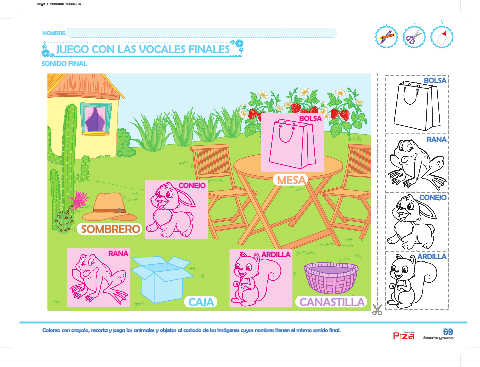 NOMBRE:
JUEGO CON LAS VOCALES FINALES
SONIDO FINAL
BOLSA
BOLSA
MESA
RANA
CONEJO
SOMBRERO
CONEJO
RANA
ARDILLA
ARDILLA
CAJA
CANASTILLA
Colorea con crayola, recorta y pega los animales y objetos al costado de las imágenes cuyos nombres tienen el mismo sonido final.
69